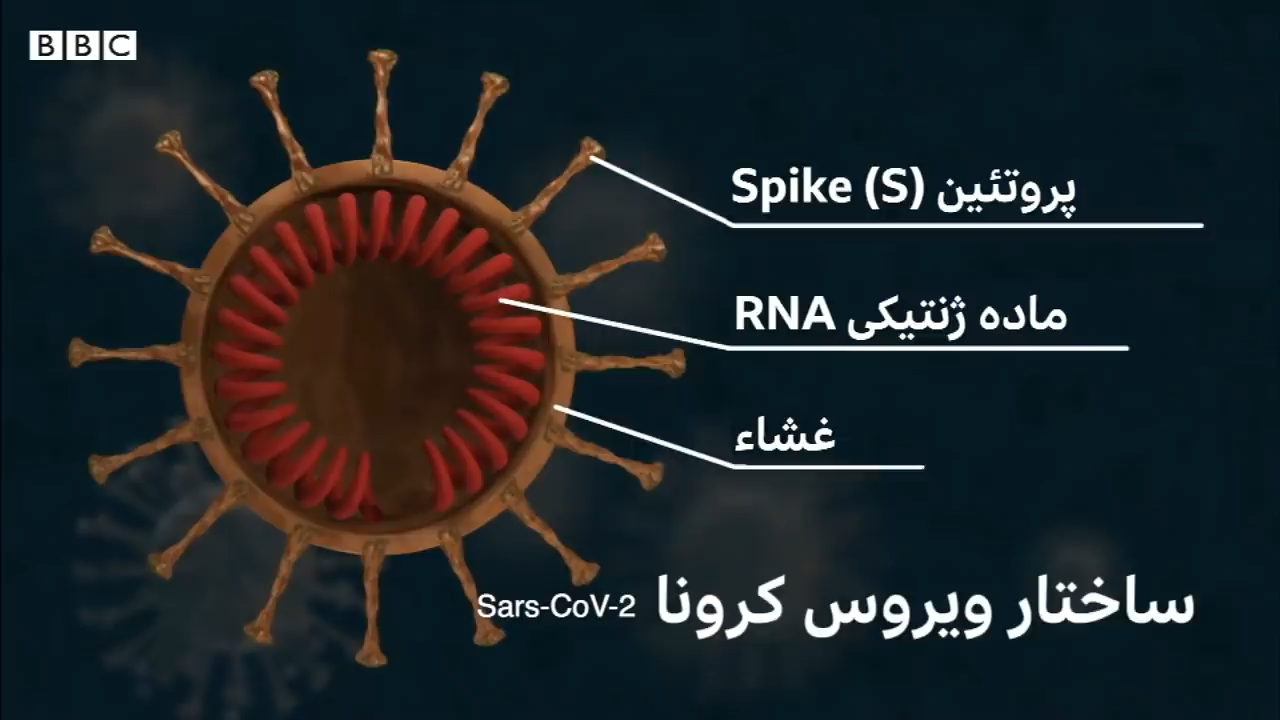 BBC
پروتئین Spike (S)
ماده ژنتیکی RNA
غشاء
ساختار ویروس کرونا Sars-CoV-2